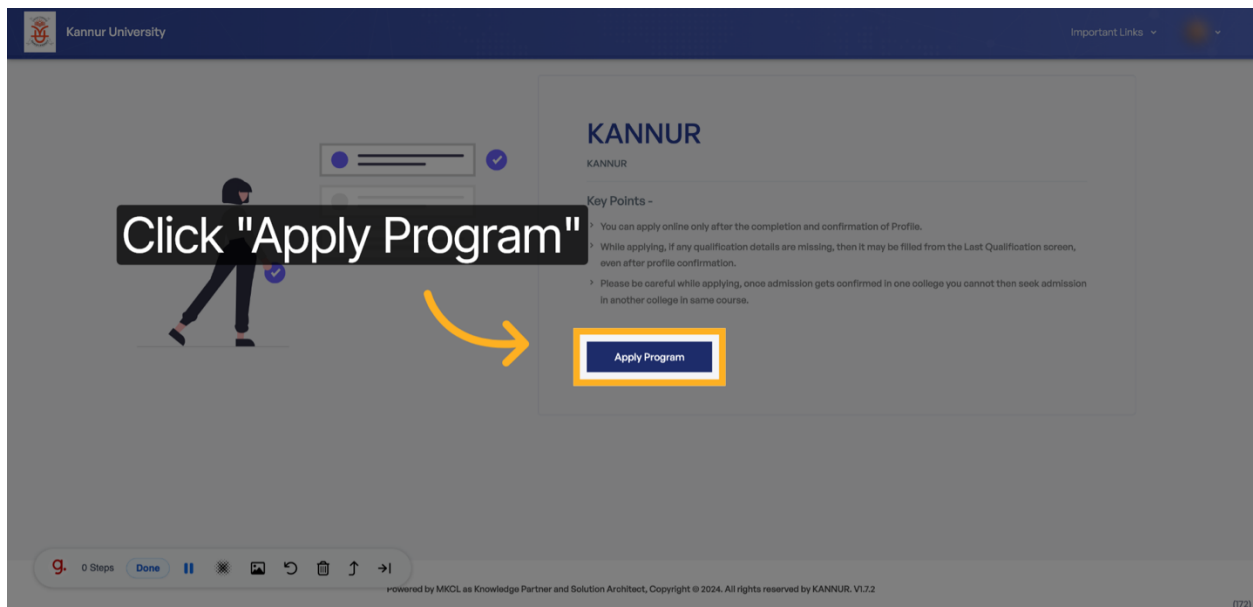 Kannur University
Important Links
KANNUR
KANNUR
Key Points -
You can apply online only after the completion and confirmation of Profile.
While applying, if any qualification details are missing, then it may be filled from the Last Qualification screen,
even after profile confirmation.
Please be careful while applying, once admission gets confirmed in one college you cannot then seek admission
in another college in same course.
Click "Apply Program"
Apply Program
g. 0 Steps Done
Powered by MKCL as Knowledge Partner and Solution Architect, Copyright © 2024. All rights reserved by KANNUR. V1.7.2
(172)